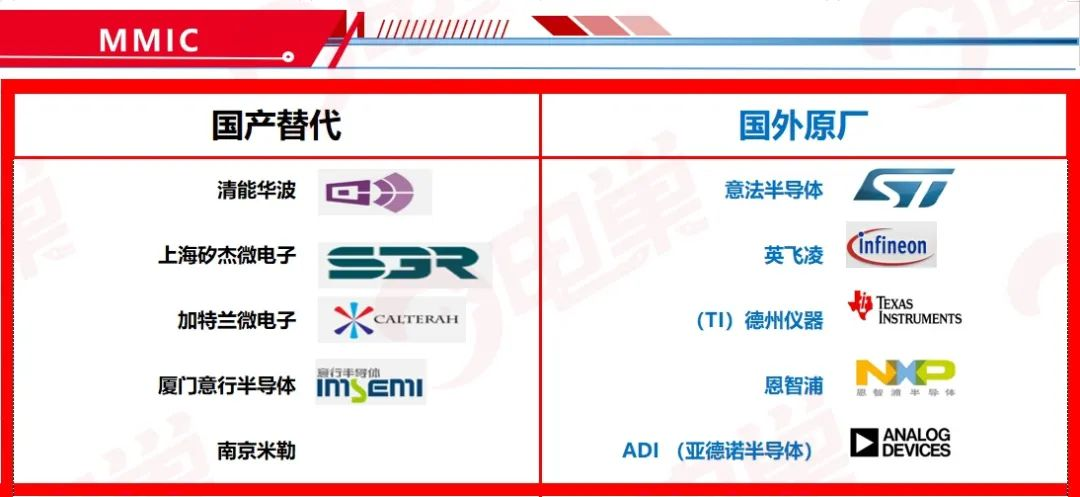 MMIC
国产替代
国外原厂
清能华波
意法半导体
ST
上海矽杰微电子
SGR
英飞凌
infineon
加特兰微电子
CALTERAH
（TI）德州仪器
TEXAS
INSTRUMENTS
厦门意行半导体
意行半导体
imsemi
恩智浦
NXP
恩智浦半导体
南京米勒
ADI （亚德诺半导体）
ANALOG
DEVICES
电巢